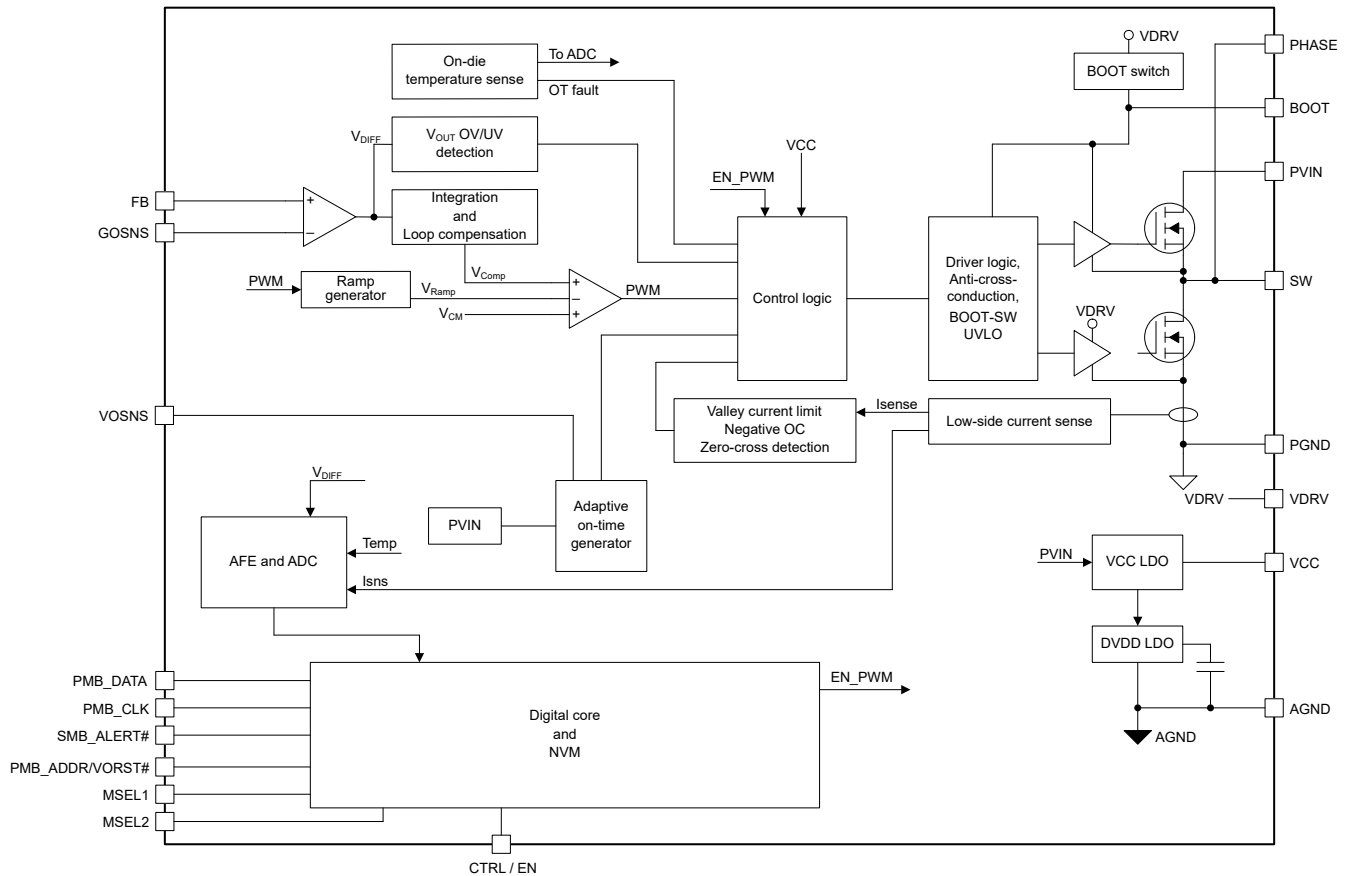 On-die
temperature sense
To ADC
OT fault
VDRV
BOOT switch
PHASE
BOOT
VDIFF
VOUT OV/UV
detection
VCC
EN_PWM
PVIN
FB
GOSNS
+
−
Integration
and
Loop compensation
PWM
Ramp
generator
VComp
VRamp
VCM
+
−
+
PWM
Control logic
Driver logic,
Anti-cross-
conduction,
BOOT-SW
UVLO
VDRV
SW
VOSNS
Valley current limit
Negative OC
Zero-cross detection
Isense
Low-side current sense
PGND
VDRV
VDRV
VDIFF
AFE and ADC
Temp
Isns
PVIN
Adaptive
on-time
generator
PVIN
VCC LDO
VCC
DVDD LDO
AGND
AGND
PMB_DATA
PMB_CLK
SMB_ALERT#
PMB_ADDR/VORST#
MSEL1
MSEL2
Digital core
and
NVM
EN_PWM
CTRL / EN